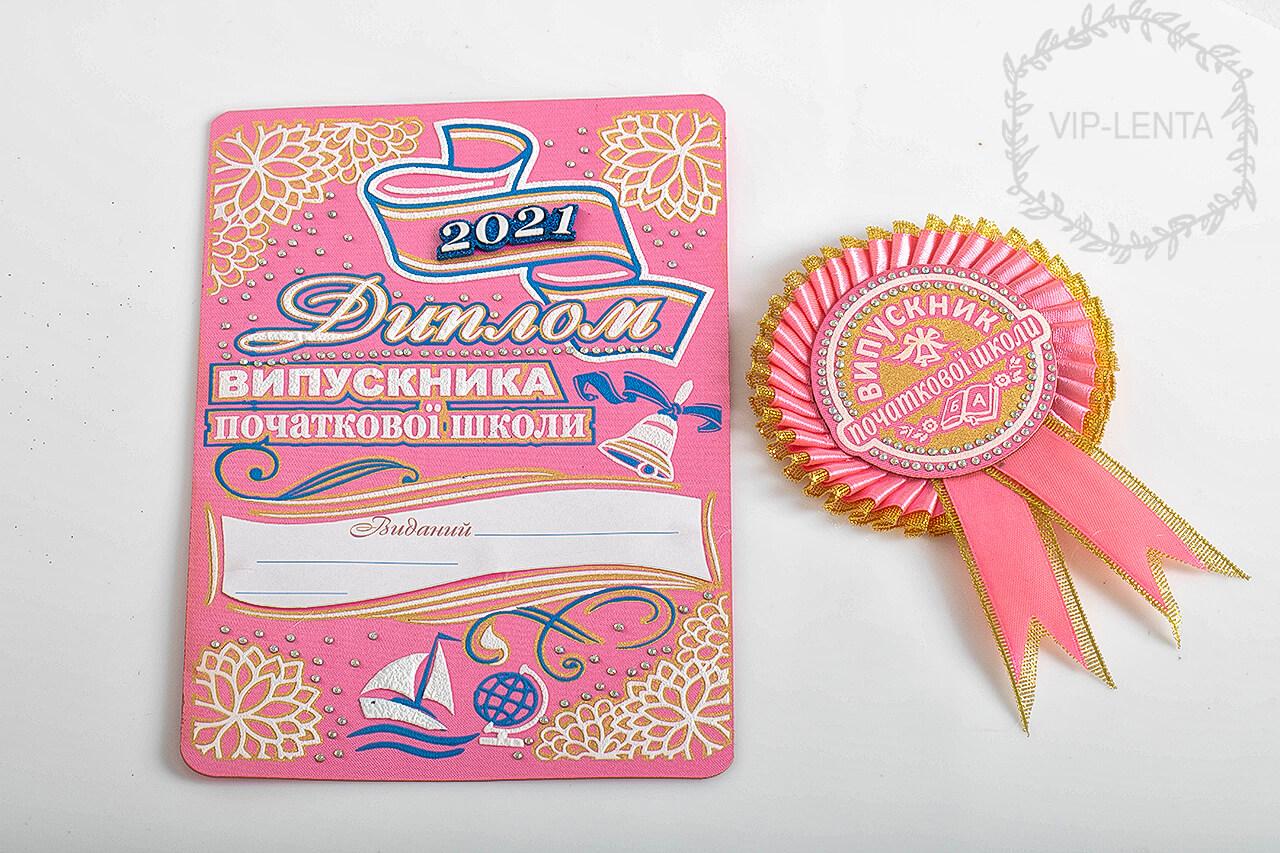 2021
Диплом
ВИПУСКНИКА
ПОЧАТКОВОЇ ШКОЛИ
Виданий
VIP-LENTA
ВИПУСКНИК
ПОЧАТКОВОЇ ШКОЛИ
Б А